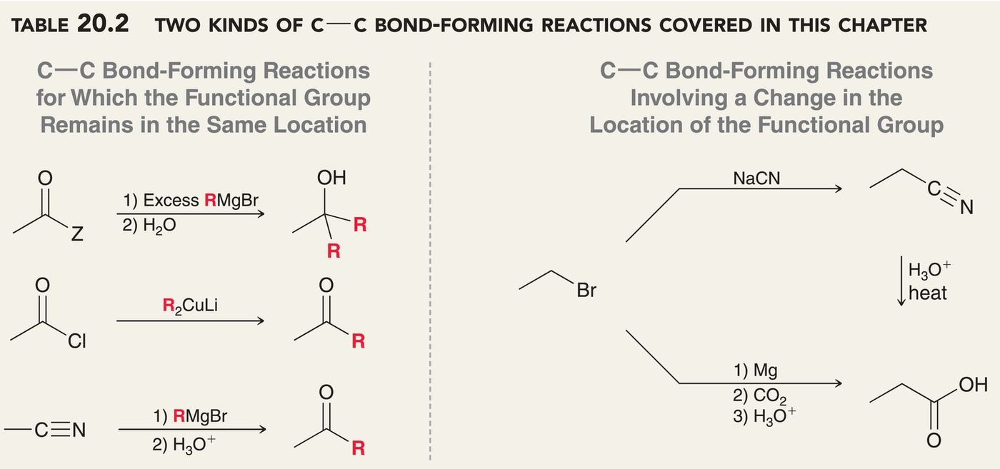 TABLE 20.2 TWO KINDS OF C—C BOND-FORMING REACTIONS COVERED IN THIS CHAPTER
C—C Bond-Forming Reactions
for Which the Functional Group
Remains in the Same Location
O
Z
1) Excess RMgBr
2) H₂O
OH
R
R
O
Cl
R₂CuLi
O
R
—C≡N
1) RMgBr
2) H₃O⁺
O
R
C—C Bond-Forming Reactions
Involving a Change in the
Location of the Functional Group
Br
NaCN
C≡N
H₃O⁺
heat
1) Mg
2) CO₂
3) H₃O⁺
OH
O